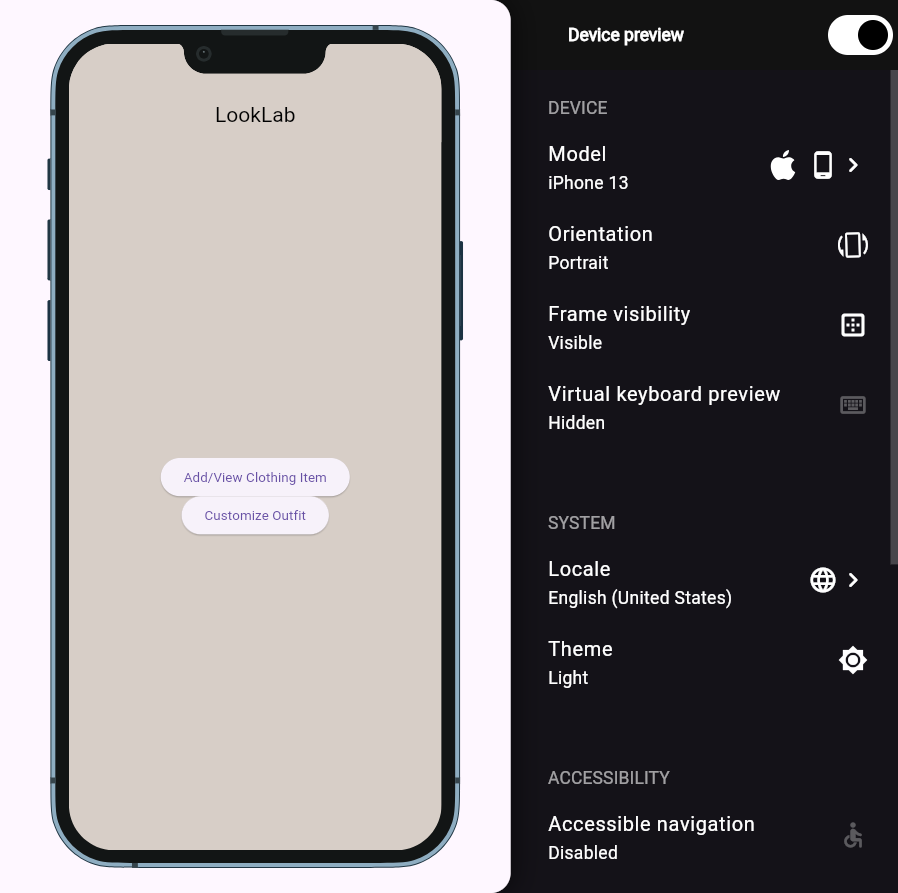 LookLab
Add/View Clothing Item
Customize Outfit
Device preview
DEVICE
Model
iPhone 13
Orientation
Portrait
Frame visibility
Visible
Virtual keyboard preview
Hidden
SYSTEM
Locale
English (United States)
Theme
Light
ACCESSIBILITY
Accessible navigation
Disabled